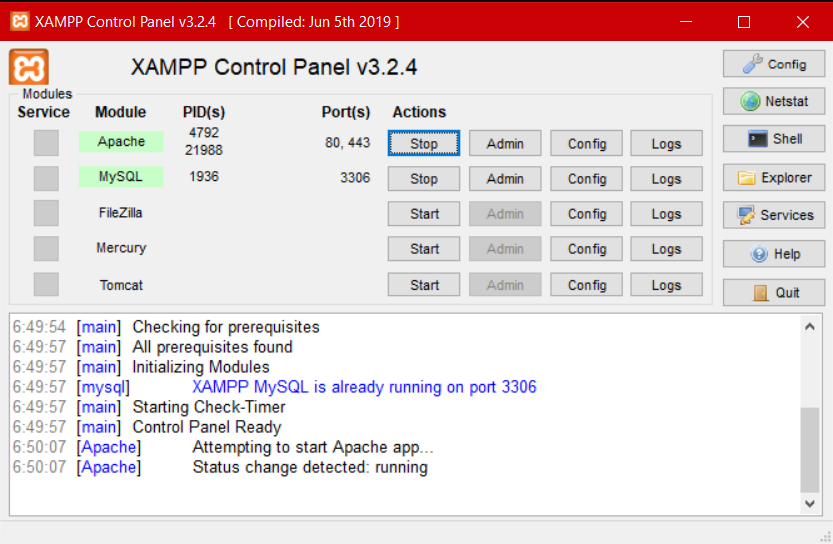 XAMPP Control Panel v3.2.4 [ Compiled: Jun 5th 2019 ]
XAMPP Control Panel v3.2.4
Modules
Service Module PID(s) Port(s) Actions
Apache 4792 21988 80, 443 Stop Admin Config Logs
MySQL 1936 3306 Stop Admin Config Logs
FileZilla Start Admin Config Logs
Mercury Start Admin Config Logs
Tomcat Start Admin Config Logs
Config
Netstat
Shell
Explorer
Services
Help
Quit
6:49:54 [main] Checking for prerequisites
6:49:57 [main] All prerequisites found
6:49:57 [main] Initializing Modules
6:49:57 [mysql] XAMPP MySQL is already running on port 3306
6:49:57 [main] Starting Check-Timer
6:49:57 [main] Control Panel Ready
6:50:07 [Apache] Attempting to start Apache app...
6:50:07 [Apache] Status change detected: running